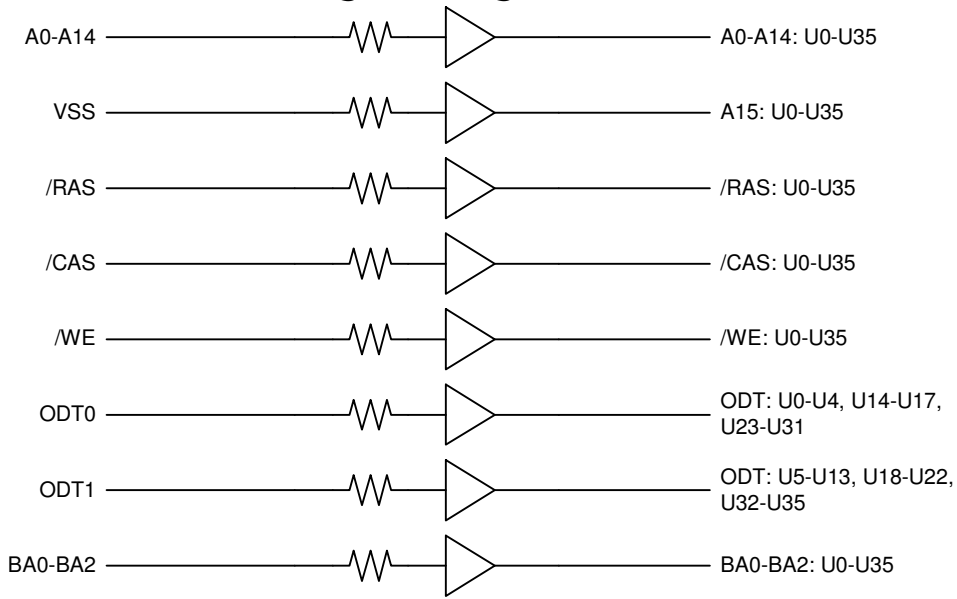 A0-A14
A0-A14: U0-U35
VSS
A15: U0-U35
/RAS
/RAS: U0-U35
/CAS
/CAS: U0-U35
/WE
/WE: U0-U35
ODT0
ODT: U0-U4, U14-U17,
U23-U31
ODT1
ODT: U5-U13, U18-U22,
U32-U35
BA0-BA2
BA0-BA2: U0-U35